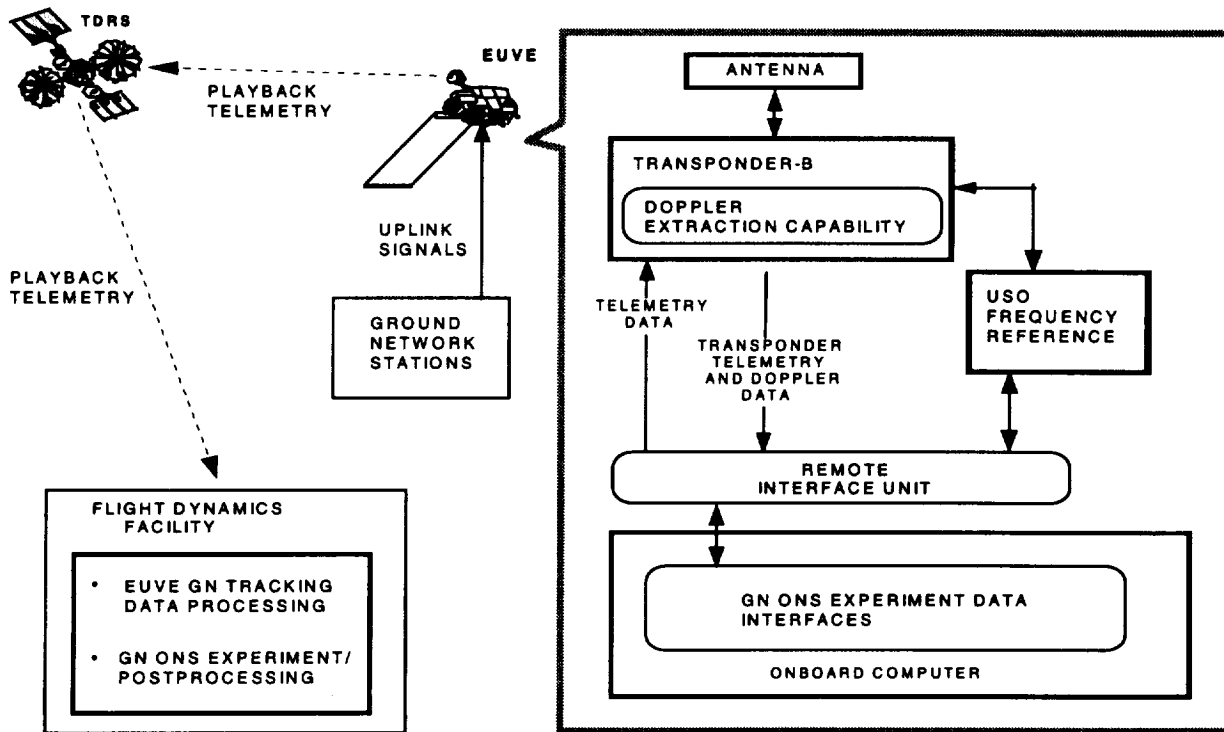 TDRS
EUVE
PLAYBACK
TELEMETRY
UPLINK
SIGNALS
PLAYBACK
TELEMETRY
GROUND
NETWORK
STATIONS
FLIGHT DYNAMICS
FACILITY
• EUVE GN TRACKING
DATA PROCESSING
• GN ONS EXPERIMENT/
POSTPROCESSING
ANTENNA
TRANSPONDER-B
DOPPLER
EXTRACTION CAPABILITY
TELEMETRY
DATA
TRANSPONDER
TELEMETRY
AND DOPPLER
DATA
USO
FREQUENCY
REFERENCE
REMOTE
INTERFACE UNIT
GN ONS EXPERIMENT DATA
INTERFACES
ONBOARD COMPUTER